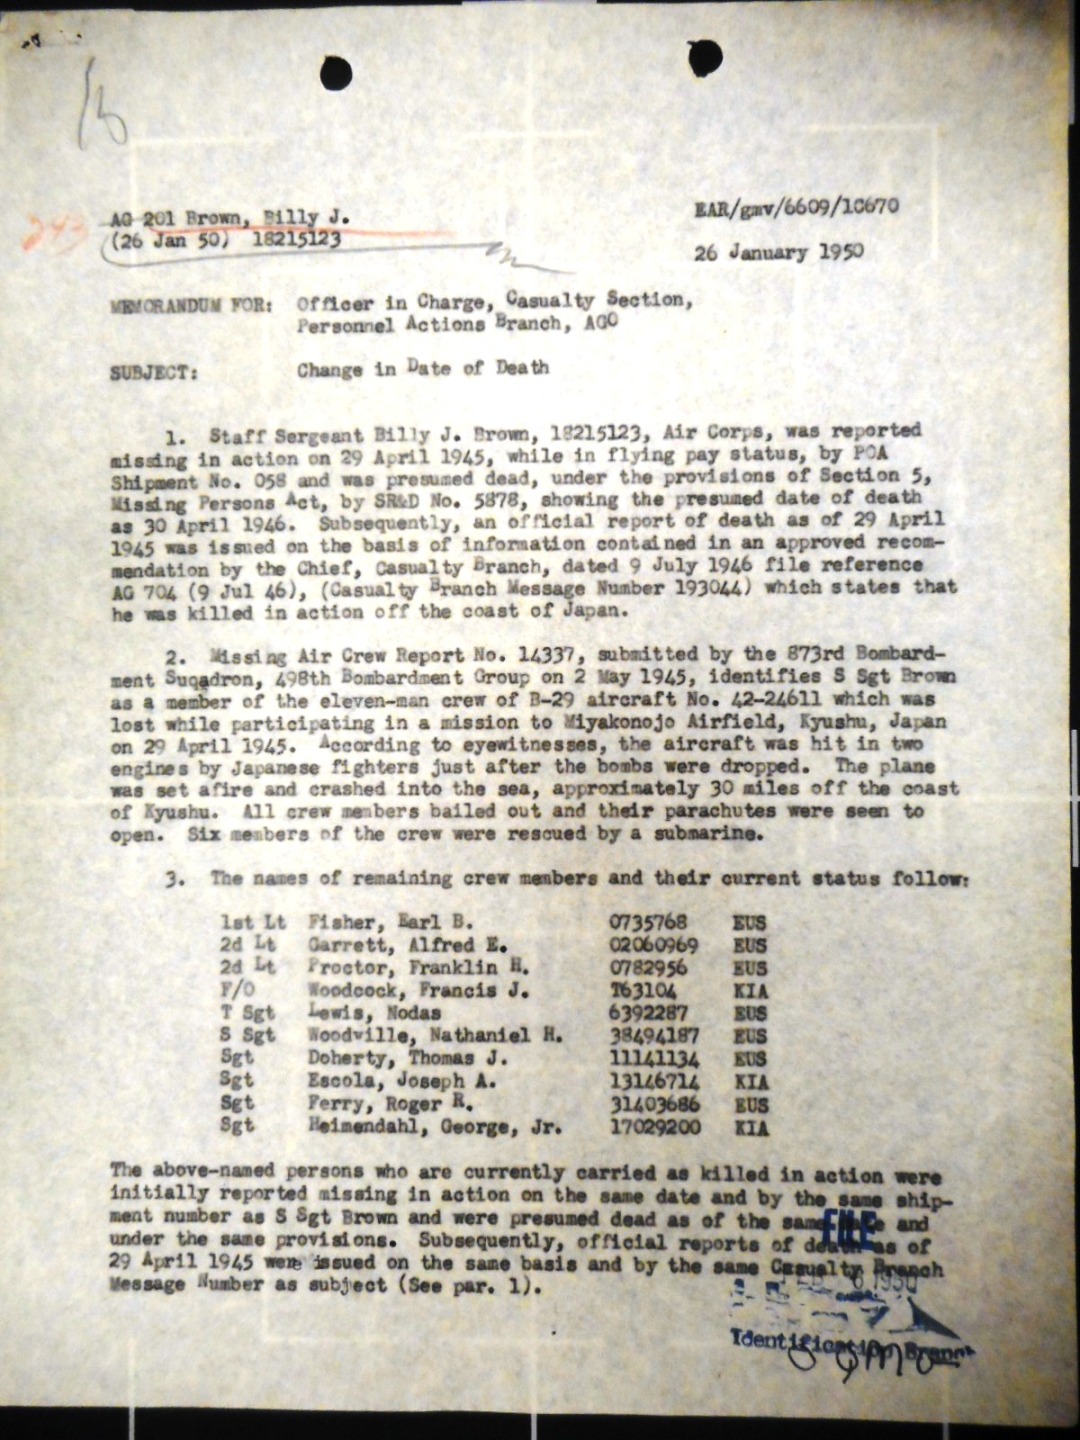 AG 201 Brown, Billy J.
(26 Jan 50) 18215123
EAR/gmv/6609/1C670
26 January 1950
MEMORANDUM FOR: Officer in Charge, Casualty Section,
Personnel Actions Branch, AGO
SUBJECT: Change in Date of Death
1. Staff Sergeant Billy J. Brown, 18215123, Air Corps, was reported
missing in action on 29 April 1945, while in flying pay status, by POA
Shipment No. 058 and was presumed dead, under the provisions of Section 5,
Missing Persons Act, by SR&D No. 5878, showing the presumed date of death
as 30 April 1946. Subsequently, an official report of death as of 29 April
1945 was issued on the basis of information contained in an approved recom-
mendation by the Chief, Casualty Branch, dated 9 July 1946 file reference
AG 704 (9 Jul 46), (Casualty Branch Message Number 193044) which states that
he was killed in action off the coast of Japan.
2. Missing Air Crew Report No. 14337, submitted by the 873rd Bombard-
ment Suqadron, 498th Bombardment Group on 2 May 1945, identifies S Sgt Brown
as a member of the eleven-man crew of B-29 aircraft No. 42-24611 which was
lost while participating in a mission to Miyakonojo Airfield, Kyushu, Japan
on 29 April 1945. According to eyewitnesses, the aircraft was hit in two
engines by Japanese fighters just after the bombs were dropped. The plane
was set afire and crashed into the sea, approximately 30 miles off the coast
of Kyushu. All crew members bailed out and their parachutes were seen to
open. Six members of the crew were rescued by a submarine.
3. The names of remaining crew members and their current status follow:
1st Lt Fisher, Earl B. 0735768 EUS
2d Lt Garrett, Alfred E. 02060969 EUS
2d Lt Proctor, Franklin H. 0782956 EUS
F/O Woodcock, Francis J. T63104 KIA
T Sgt Lewis, Nodas 6392287 EUS
S Sgt Woodville, Nathaniel H. 38494187 EUS
Sgt Doherty, Thomas J. 11141134 EUS
Sgt Escola, Joseph A. 13146714 KIA
Sgt Ferry, Roger R. 31403686 EUS
Sgt Heimendahl, George, Jr. 17029200 KIA
The above-named persons who are currently carried as killed in action were
initially reported missing in action on the same date and by the same ship-
ment number as S Sgt Brown and were presumed dead as of the same date and
under the same provisions. Subsequently, official reports of death as of
29 April 1945 were issued on the same basis and by the same Casualty Branch
Message Number as subject (See par. 1).
FILE
1950
Identification Branch